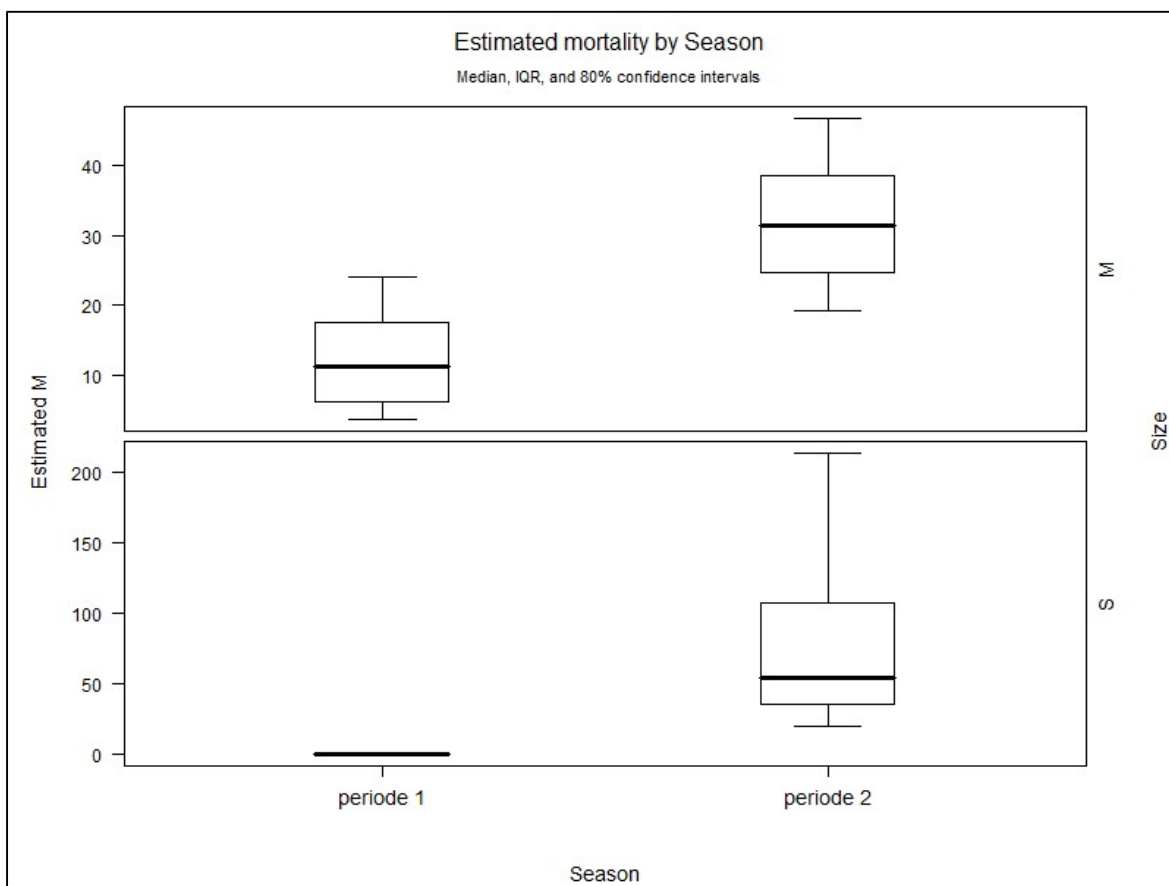 Estimated mortality by Season
Median, IQR, and 80% confidence intervals
Estimated M
40
30
20
10
M
200
150
100
50
0
S
Size
periode 1
periode 2
Season